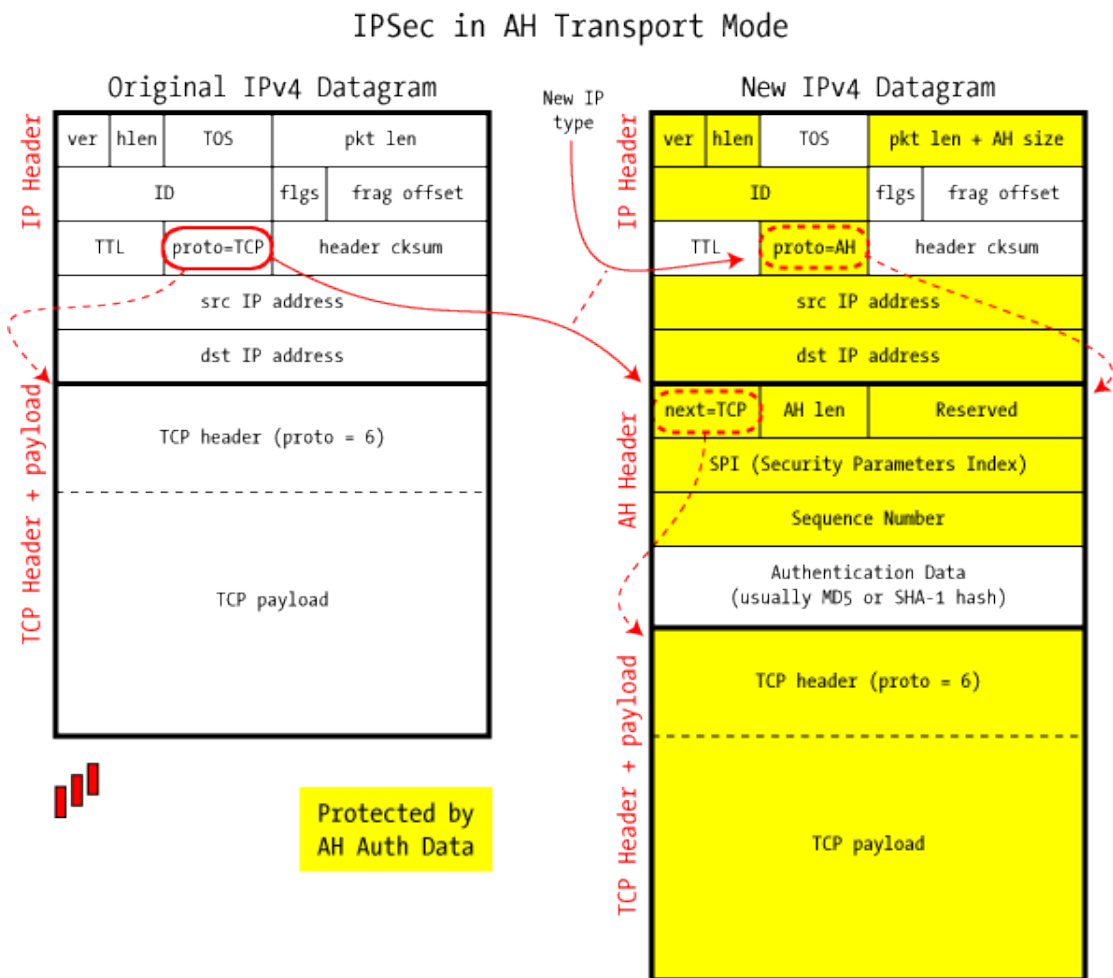 IPSec in AH Transport Mode
Original IPv4 Datagram
IP Header
ver hlen TOS pkt len
ID flgs frag offset
TTL proto=TCP header cksum
src IP address
dst IP address
TCP Header + payload
TCP header (proto = 6)
TCP payload
Protected by
AH Auth Data
New IP
type
New IPv4 Datagram
IP Header
ver hlen TOS pkt len + AH size
ID flgs frag offset
TTL proto=AH header cksum
src IP address
dst IP address
AH Header
next=TCP AH len Reserved
SPI (Security Parameters Index)
Sequence Number
Authentication Data
(usually MD5 or SHA-1 hash)
TCP Header + payload
TCP header (proto = 6)
TCP payload